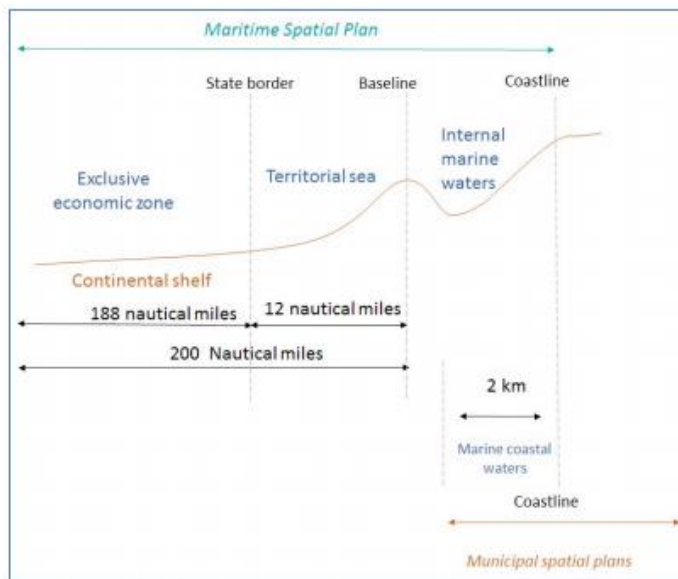 Maritime Spatial Plan
State border
Baseline
Coastline
Internal
marine
waters
Exclusive
economic zone
Territorial sea
Continental shelf
188 nautical miles
12 nautical miles
200 Nautical miles
2 km
Marine coastal
waters
Coastline
Municipal spatial plans